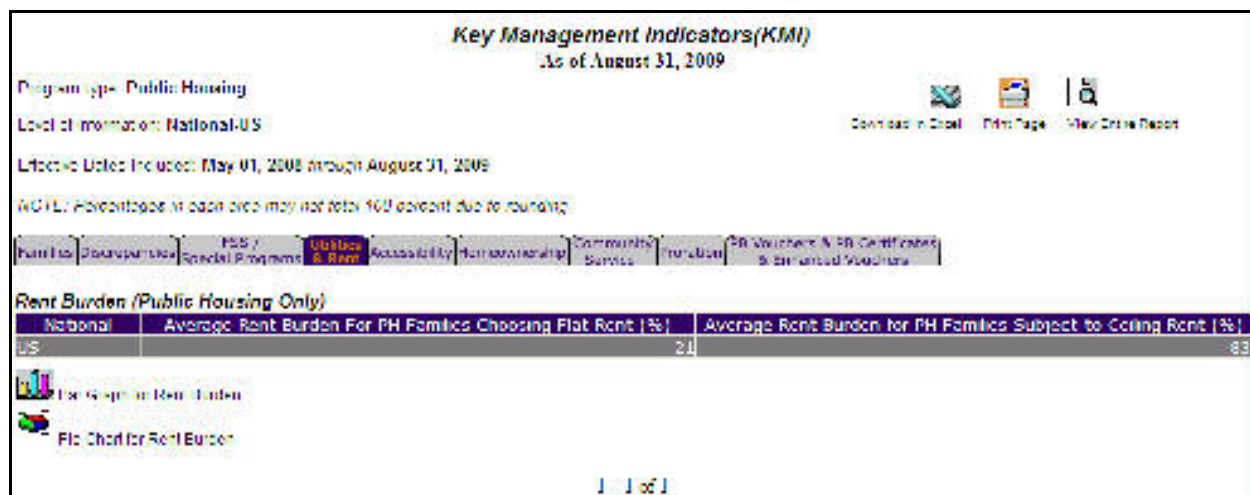 Key Management Indicators(KMI)
As of August 31, 2009
Program type: Public Housing
Level of Information: National-US
Download in Excel Print Page View Entire Report
Effective Dates Included: May 01, 2008 through August 31, 2009
NOTE: Percentages in each area may not total 100 percent due to rounding
Families Discrepancies FSS / Special Programs Utilities & Rent Accessibility Homeownership Community Service Proration PB Vouchers & PB Certificates & Enhanced Vouchers
Rent Burden (Public Housing Only)
National Average Rent Burden For PH Families Choosing Flat Rent (%) Average Rent Burden for PH Families Subject to Ceiling Rent (%)
US 21 83
Bar Graph for Rent Burden
Pie Chart for Rent Burden
1 - 1 of 1